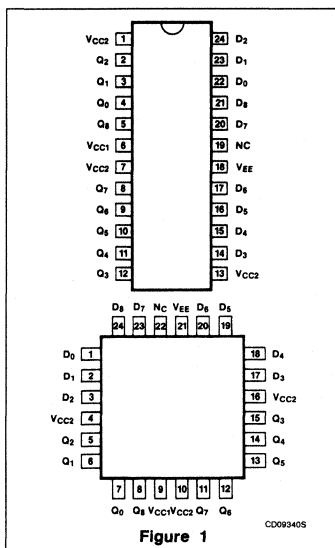 VCC2 1 24 D2
Q2 2 23 D1
Q1 3 22 D0
Q0 4 21 D8
Q8 5 20 D7
VCC1 6 19 NC
VCC2 7 18 VEE
Q7 8 17 D6
Q6 9 16 D5
Q5 10 15 D4
Q4 11 14 D3
Q3 12 13 VCC2
D8 D7 NC VEE D6 D5
24 23 22 21 20 19
D0 1 18 D4
D1 2 17 D3
D2 3 16 VCC2
VCC2 4 15 Q3
Q2 5 14 Q4
Q1 6 13 Q5
7 8 9 10 11 12
Q0 Q8 VCC1 VCC2 Q7 Q6
CD09340S
Figure 1